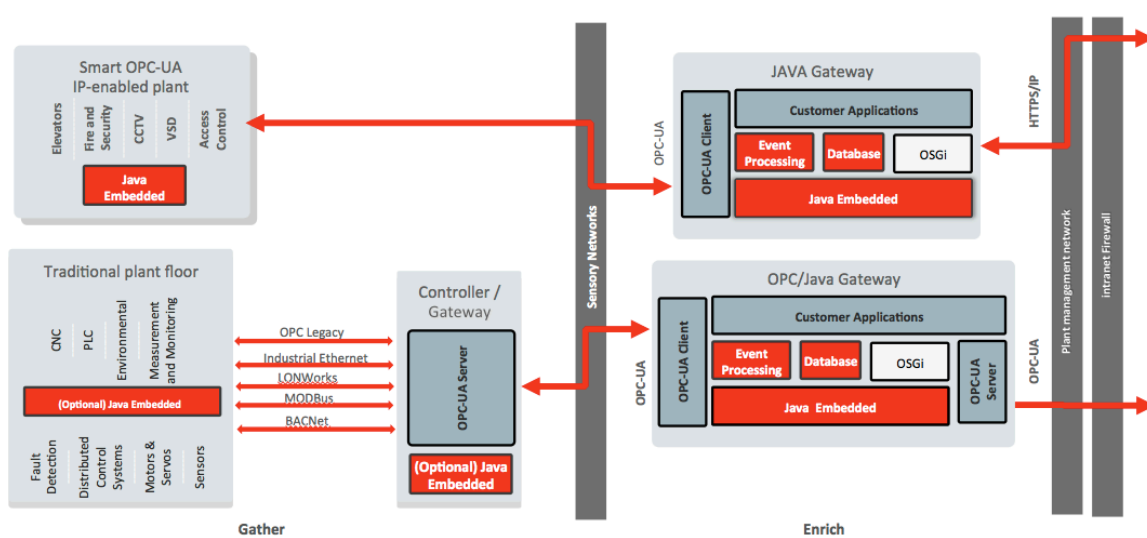 Smart OPC-UA
IP-enabled plant
Elevators
Fire and
Security
CCTV
VSD
Access
Control
Java
Embedded
Traditional plant floor
CNC
PLC
Environmental
Measurement
and Monitoring
(Optional) Java Embedded
Fault
Detection
Distributed
Control
Systems
Motors &
Servos
Sensors
OPC Legacy
Industrial Ethernet
LONWorks
MODBus
BACNet
Controller /
Gateway
OPC-UA Server
(Optional) Java
Embedded
Gather
Sensory Networks
OPC-UA
JAVA Gateway
OPC-UA Client
Customer Applications
Event
Processing
Database
OSGi
Java Embedded
HTTPS/IP
OPC-UA
OPC/Java Gateway
OPC-UA Client
Customer Applications
Event
Processing
Database
OSGi
Java Embedded
OPC-UA
Server
OPC-UA
Enrich
Plant management network
intranet Firewall